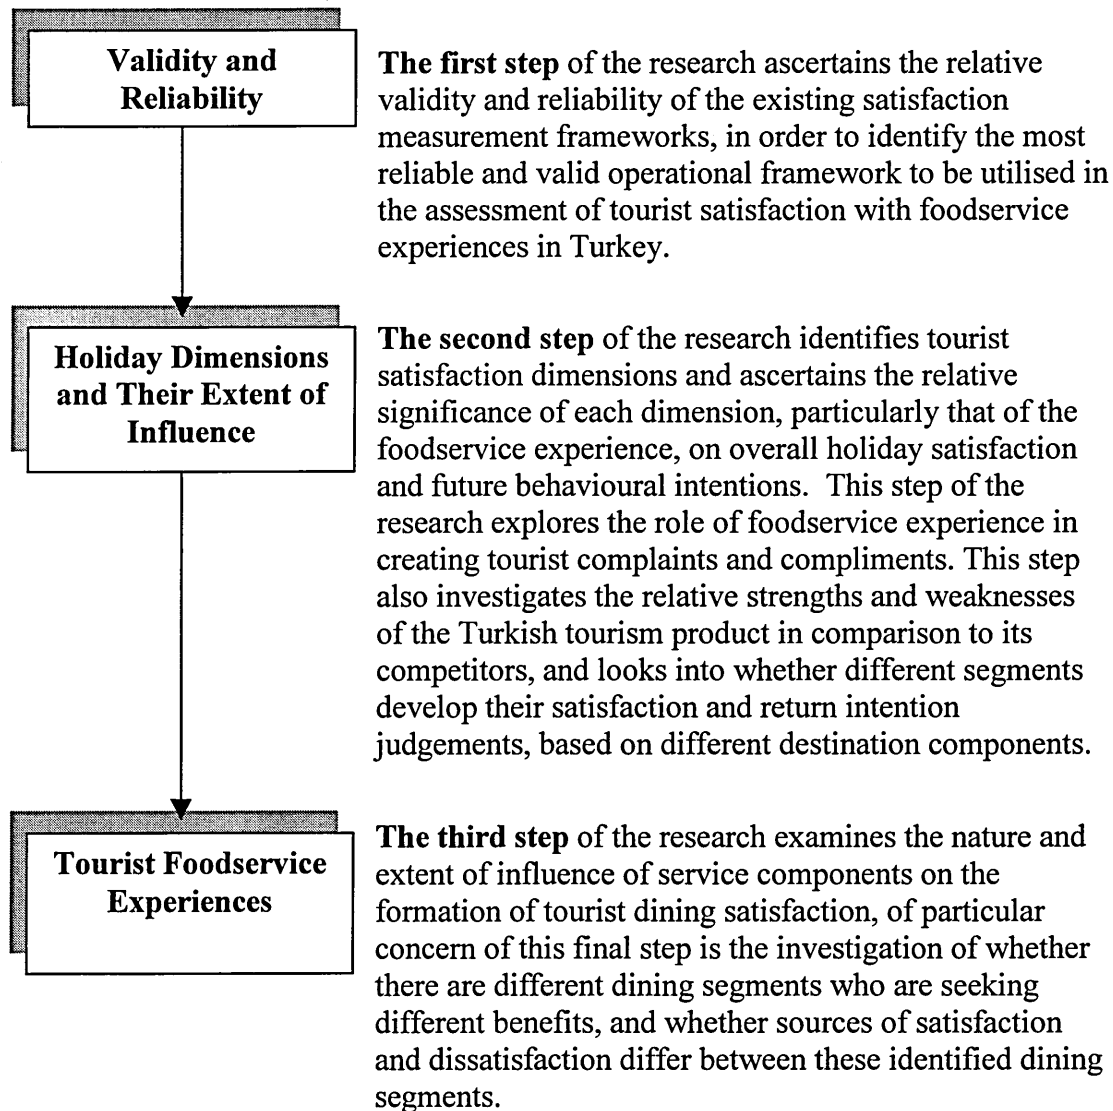 Validity and
Reliability
The first step of the research ascertains the relative
validity and reliability of the existing satisfaction
measurement frameworks, in order to identify the most
reliable and valid operational framework to be utilised in
the assessment of tourist satisfaction with foodservice
experiences in Turkey.
Holiday Dimensions
and Their Extent of
Influence
The second step of the research identifies tourist
satisfaction dimensions and ascertains the relative
significance of each dimension, particularly that of the
foodservice experience, on overall holiday satisfaction
and future behavioural intentions.  This step of the
research explores the role of foodservice experience in
creating tourist complaints and compliments. This step
also investigates the relative strengths and weaknesses
of the Turkish tourism product in comparison to its
competitors, and looks into whether different segments
develop their satisfaction and return intention
judgements, based on different destination components.
Tourist Foodservice
Experiences
The third step of the research examines the nature and
extent of influence of service components on the
formation of tourist dining satisfaction, of particular
concern of this final step is the investigation of whether
there are different dining segments who are seeking
different benefits, and whether sources of satisfaction
and dissatisfaction differ between these identified dining
segments.